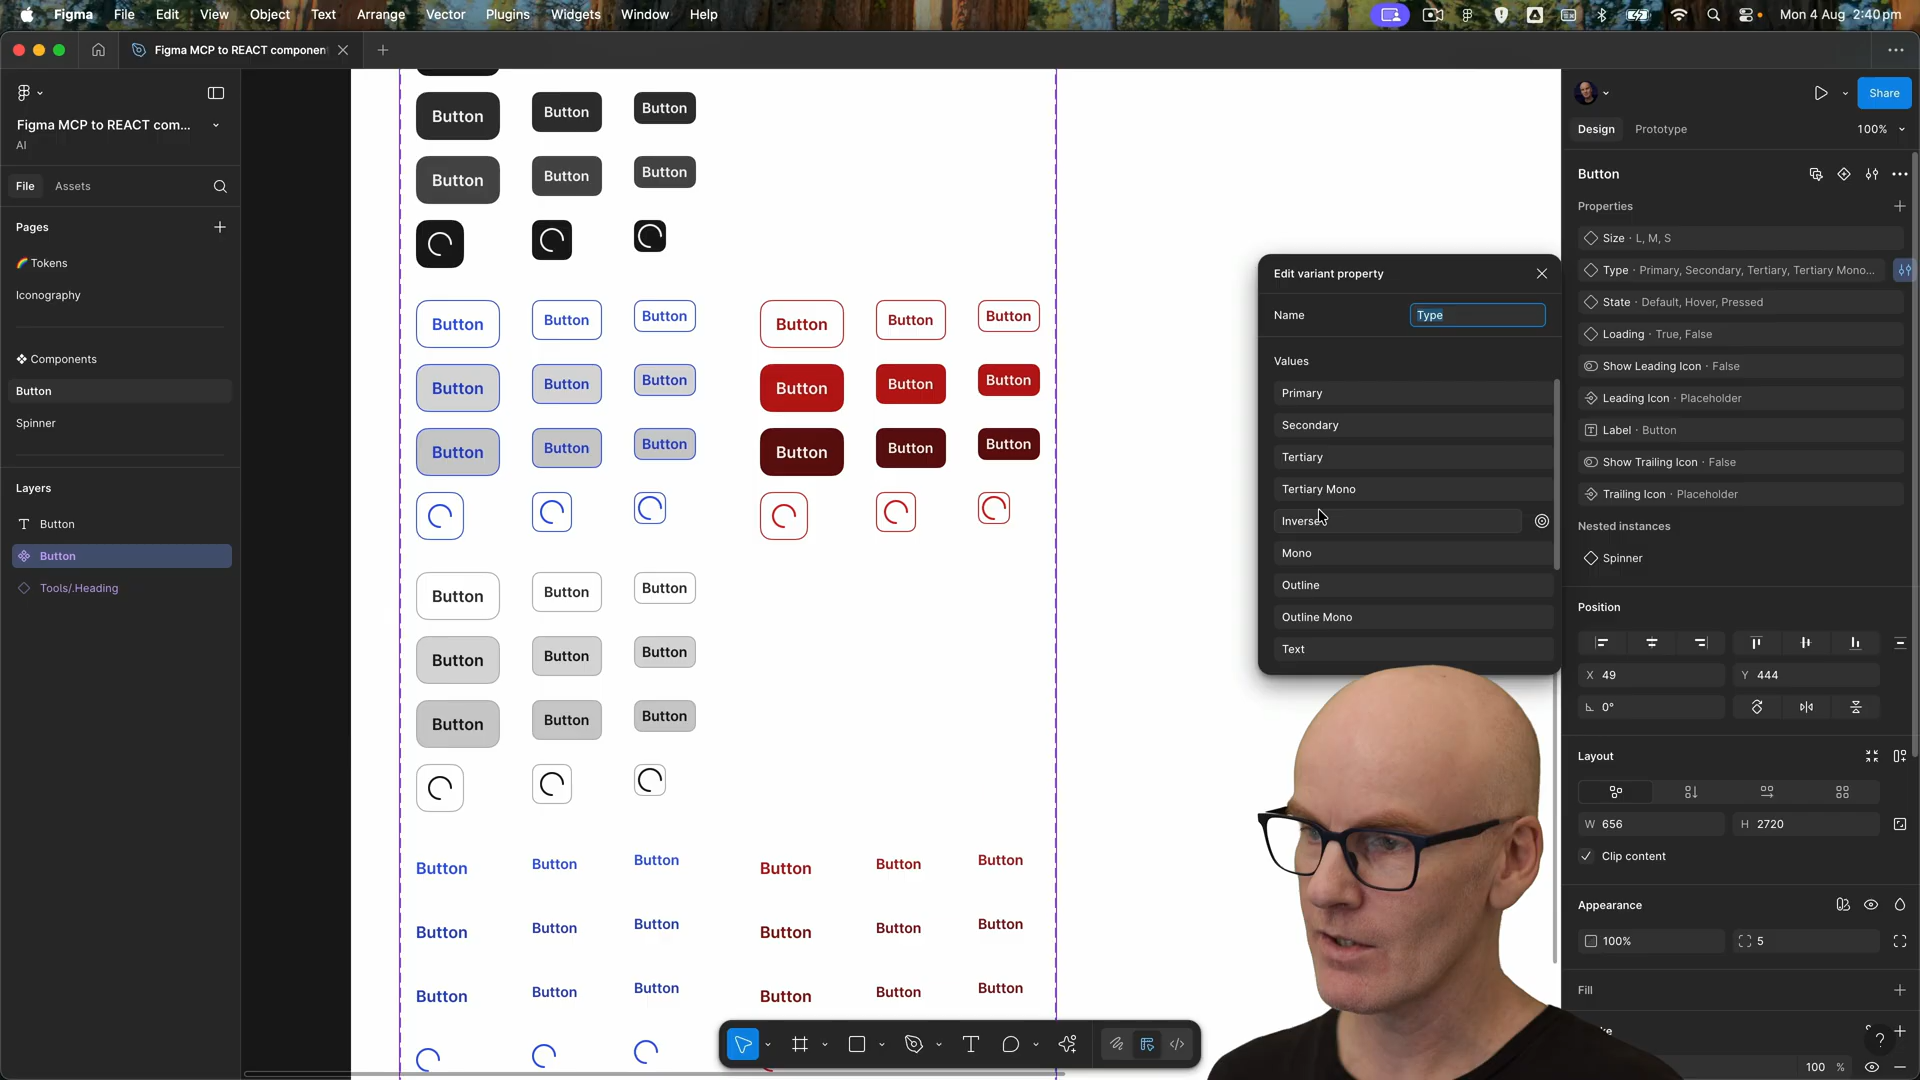 Figma File Edit View Object Text Arrange Vector Plugins Widgets Window Help Mon 4 Aug 2:40 pm
Figma MCP to REACT componen
Figma MCP to REACT com...
AI
File Assets
Pages
🌈 Tokens
Iconography
❖ Components
Button
Spinner
Layers
Button
Button
Tools/.Heading
Button Button Button
Button Button Button
Button Button Button Button Button Button
Button Button Button Button Button Button
Button Button Button Button Button Button
Button Button Button
Button Button Button
Button Button Button
Button Button Button Button Button Button
Button Button Button Button Button Button
Button Button Button Button Button Button
Edit variant property
Name Type
Values
Primary
Secondary
Tertiary
Tertiary Mono
Inverse
Mono
Outline
Outline Mono
Text
Share
Design Prototype 100%
Button
Properties
Size · L, M, S
Type · Primary, Secondary, Tertiary, Tertiary Mono...
State · Default, Hover, Pressed
Loading · True, False
Show Leading Icon · False
Leading Icon · Placeholder
Label · Button
Show Trailing Icon · False
Trailing Icon · Placeholder
Nested instances
Spinner
Position
X 49 Y 444
0°
Layout
W 656 H 2720
Clip content
Appearance
100% 5
Fill
?
100 %